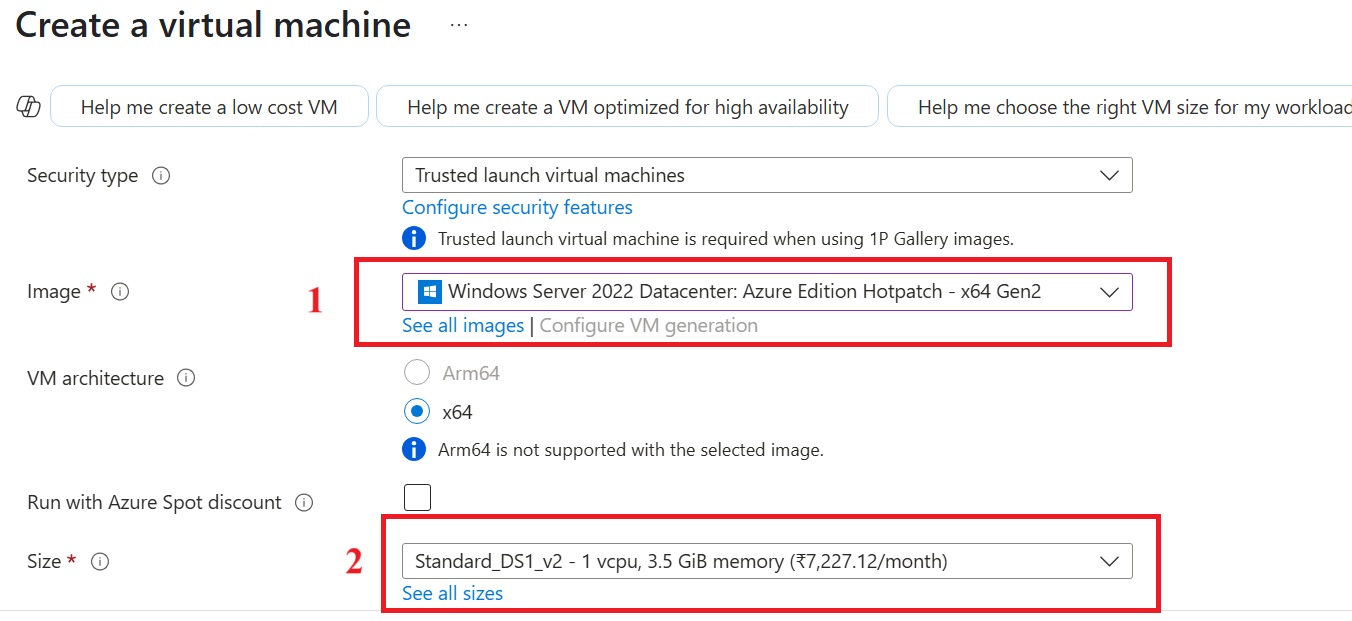 Create a virtual machine ...
Help me create a low cost VM
Help me create a VM optimized for high availability
Help me choose the right VM size for my workload
Security type
Trusted launch virtual machines
Configure security features
Trusted launch virtual machine is required when using 1P Gallery images.
1
Image *
Windows Server 2022 Datacenter: Azure Edition Hotpatch - x64 Gen2
See all images | Configure VM generation
VM architecture
Arm64
x64
Arm64 is not supported with the selected image.
Run with Azure Spot discount
2
Size *
Standard_DS1_v2 - 1 vcpu, 3.5 GiB memory (₹7,227.12/month)
See all sizes